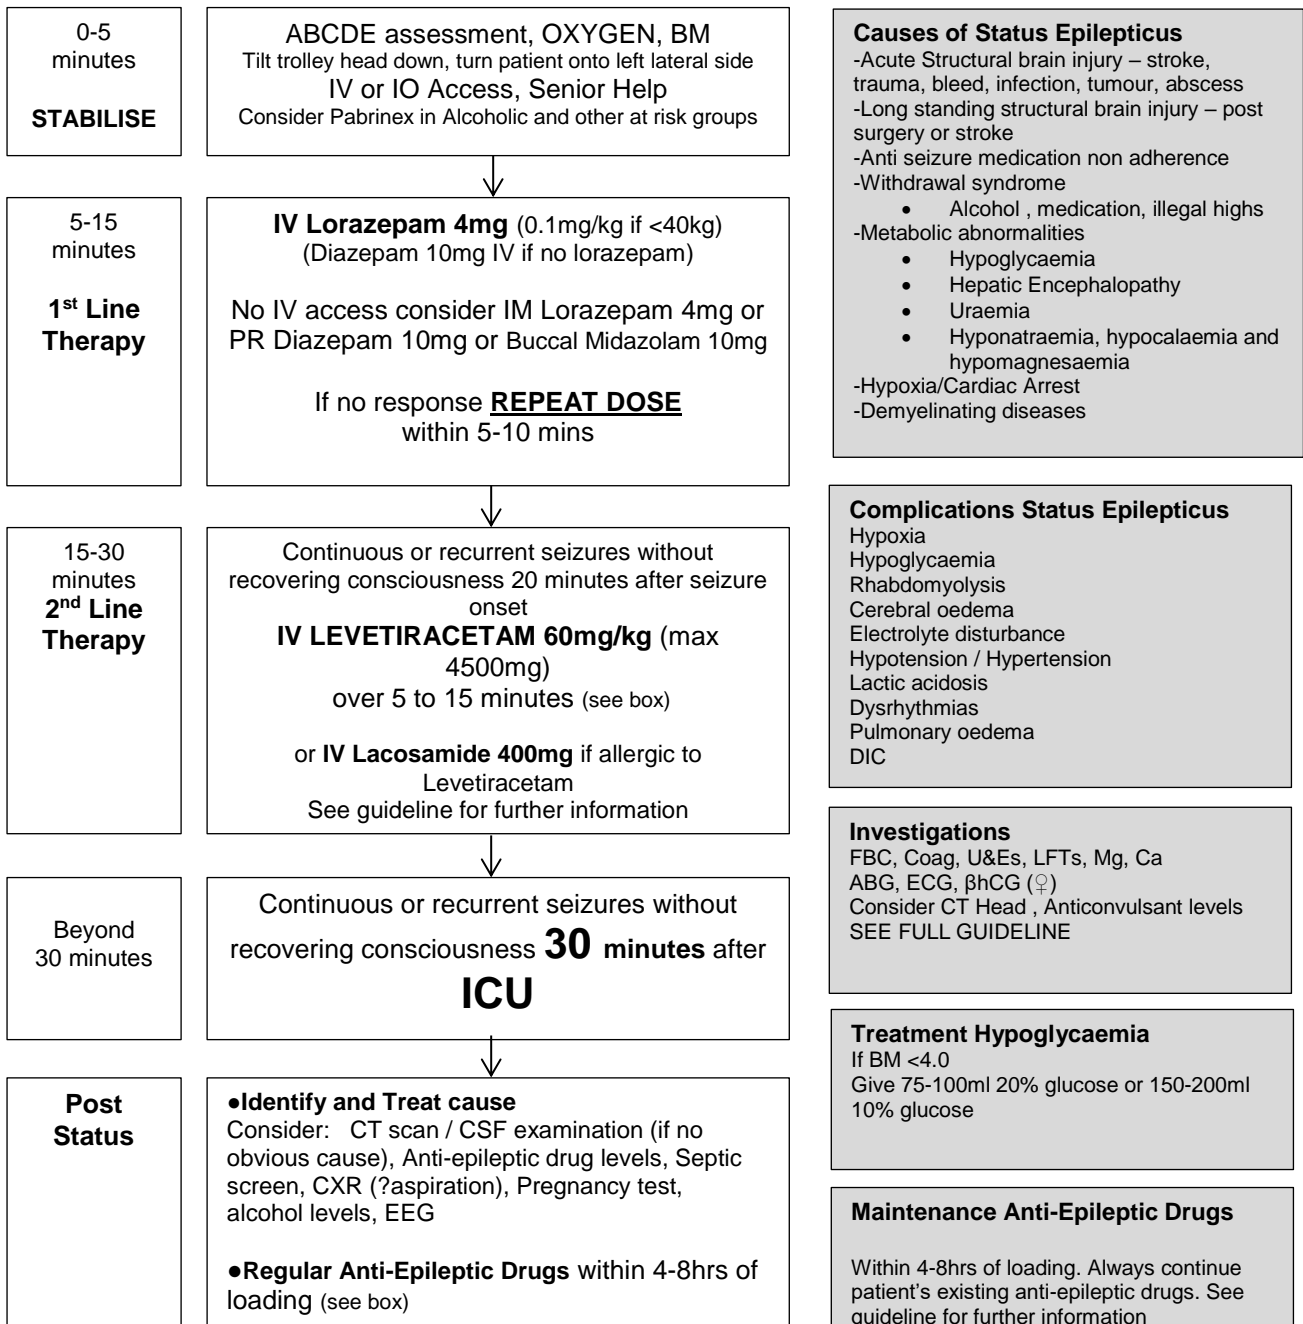 0-5
minutes
STABILISE
ABCDE assessment, OXYGEN, BM
Tilt trolley head down, turn patient onto left lateral side
IV or IO Access, Senior Help
Consider Pabrinex in Alcoholic and other at risk groups
5-15
minutes
1st Line
Therapy
IV Lorazepam 4mg (0.1mg/kg if <40kg)
(Diazepam 10mg IV if no lorazepam)
No IV access consider IM Lorazepam 4mg or
PR Diazepam 10mg or Buccal Midazolam 10mg
If no response REPEAT DOSE
within 5-10 mins
15-30
minutes
2nd Line
Therapy
Continuous or recurrent seizures without
recovering consciousness 20 minutes after seizure
onset
IV LEVETIRACETAM 60mg/kg (max
4500mg)
over 5 to 15 minutes (see box)
or IV Lacosamide 400mg if allergic to
Levetiracetam
See guideline for further information
Beyond
30 minutes
Continuous or recurrent seizures without
recovering consciousness 30 minutes after
ICU
Post
Status
●Identify and Treat cause
Consider: CT scan / CSF examination (if no
obvious cause), Anti-epileptic drug levels, Septic
screen, CXR (?aspiration), Pregnancy test,
alcohol levels, EEG
●Regular Anti-Epileptic Drugs within 4-8hrs of
loading (see box)
Causes of Status Epilepticus
-Acute Structural brain injury – stroke,
trauma, bleed, infection, tumour, abscess
-Long standing structural brain injury – post
surgery or stroke
-Anti seizure medication non adherence
-Withdrawal syndrome
• Alcohol , medication, illegal highs
-Metabolic abnormalities
• Hypoglycaemia
• Hepatic Encephalopathy
• Uraemia
• Hyponatraemia, hypocalaemia and
hypomagnesaemia
-Hypoxia/Cardiac Arrest
-Demyelinating diseases
Complications Status Epilepticus
Hypoxia
Hypoglycaemia
Rhabdomyolysis
Cerebral oedema
Electrolyte disturbance
Hypotension / Hypertension
Lactic acidosis
Dysrhythmias
Pulmonary oedema
DIC
Investigations
FBC, Coag, U&Es, LFTs, Mg, Ca
ABG, ECG, βhCG (♀)
Consider CT Head , Anticonvulsant levels
SEE FULL GUIDELINE
Treatment Hypoglycaemia
If BM <4.0
Give 75-100ml 20% glucose or 150-200ml
10% glucose
Maintenance Anti-Epileptic Drugs
Within 4-8hrs of loading. Always continue
patient's existing anti-epileptic drugs. See
guideline for further information